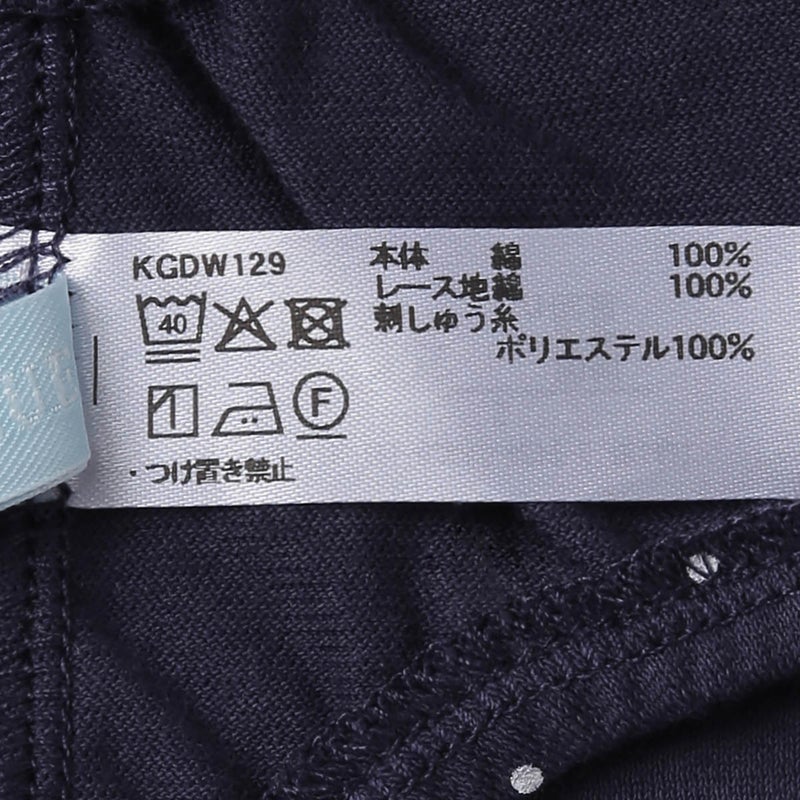 KGDW129
40
F
・つけ置き禁止
本体 綿 100%
レース地綿 100%
刺しゅう糸
ポリエステル100%